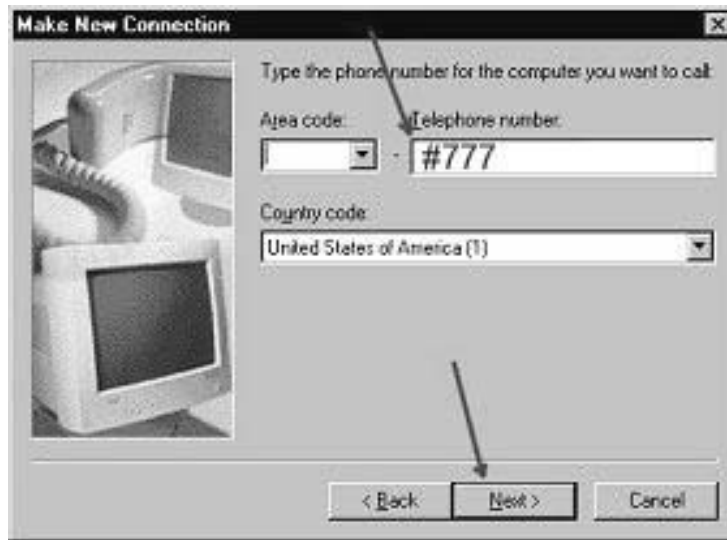 Make New Connection
Type the phone number for the computer you want to call:
Area code: Telephone number:
- #777
Country code:
United States of America (1)
< Back Next > Cancel